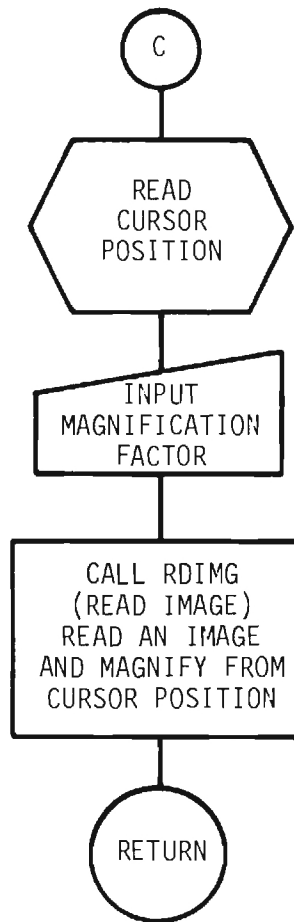 C
READ
CURSOR
POSITION
INPUT
MAGNIFICATION
FACTOR
CALL RDIMG
(READ IMAGE)
READ AN IMAGE
AND MAGNIFY FROM
CURSOR POSITION
RETURN